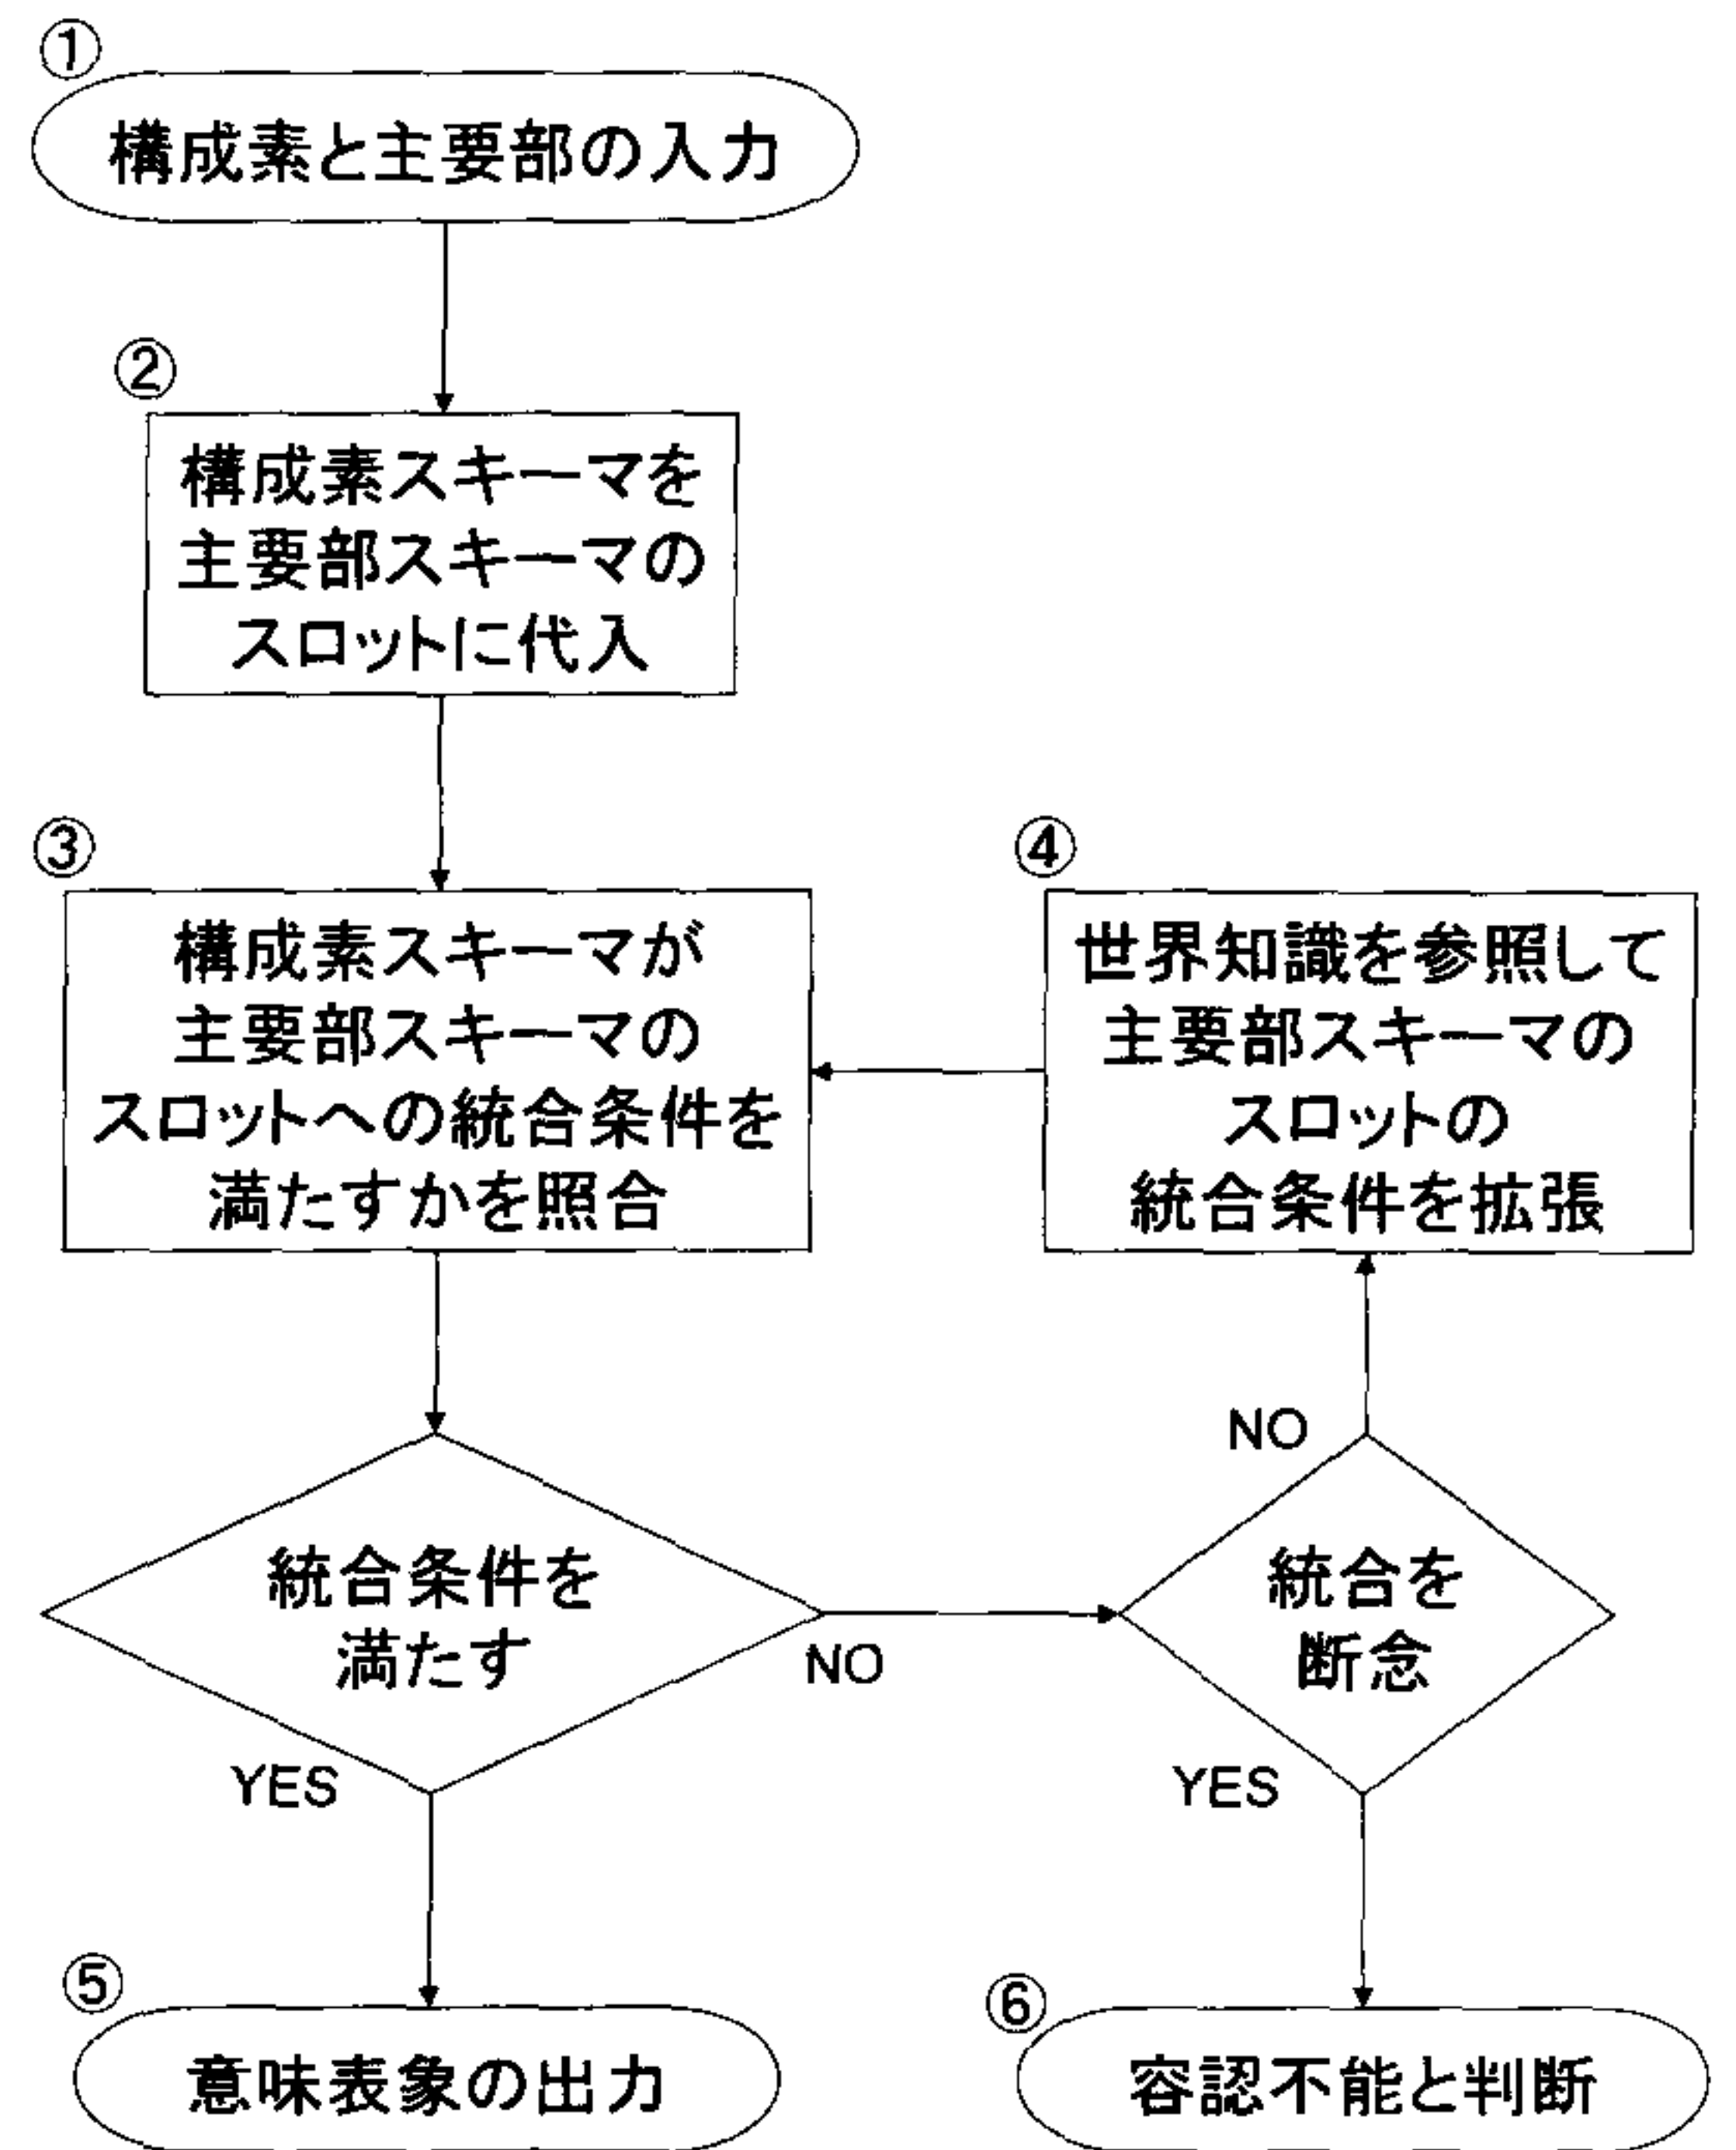 ①
構成素と主要部の入力
②
構成素スキーマを
主要部スキーマの
スロットに代入
③
構成素スキーマが
主要部スキーマの
スロットへの統合条件を
満たすかを照合
④
世界知識を参照して
主要部スキーマの
スロットの
統合条件を拡張
統合条件を
満たす
NO
YES
統合を
断念
NO
YES
⑤
意味表象の出力
⑥
容認不能と判断